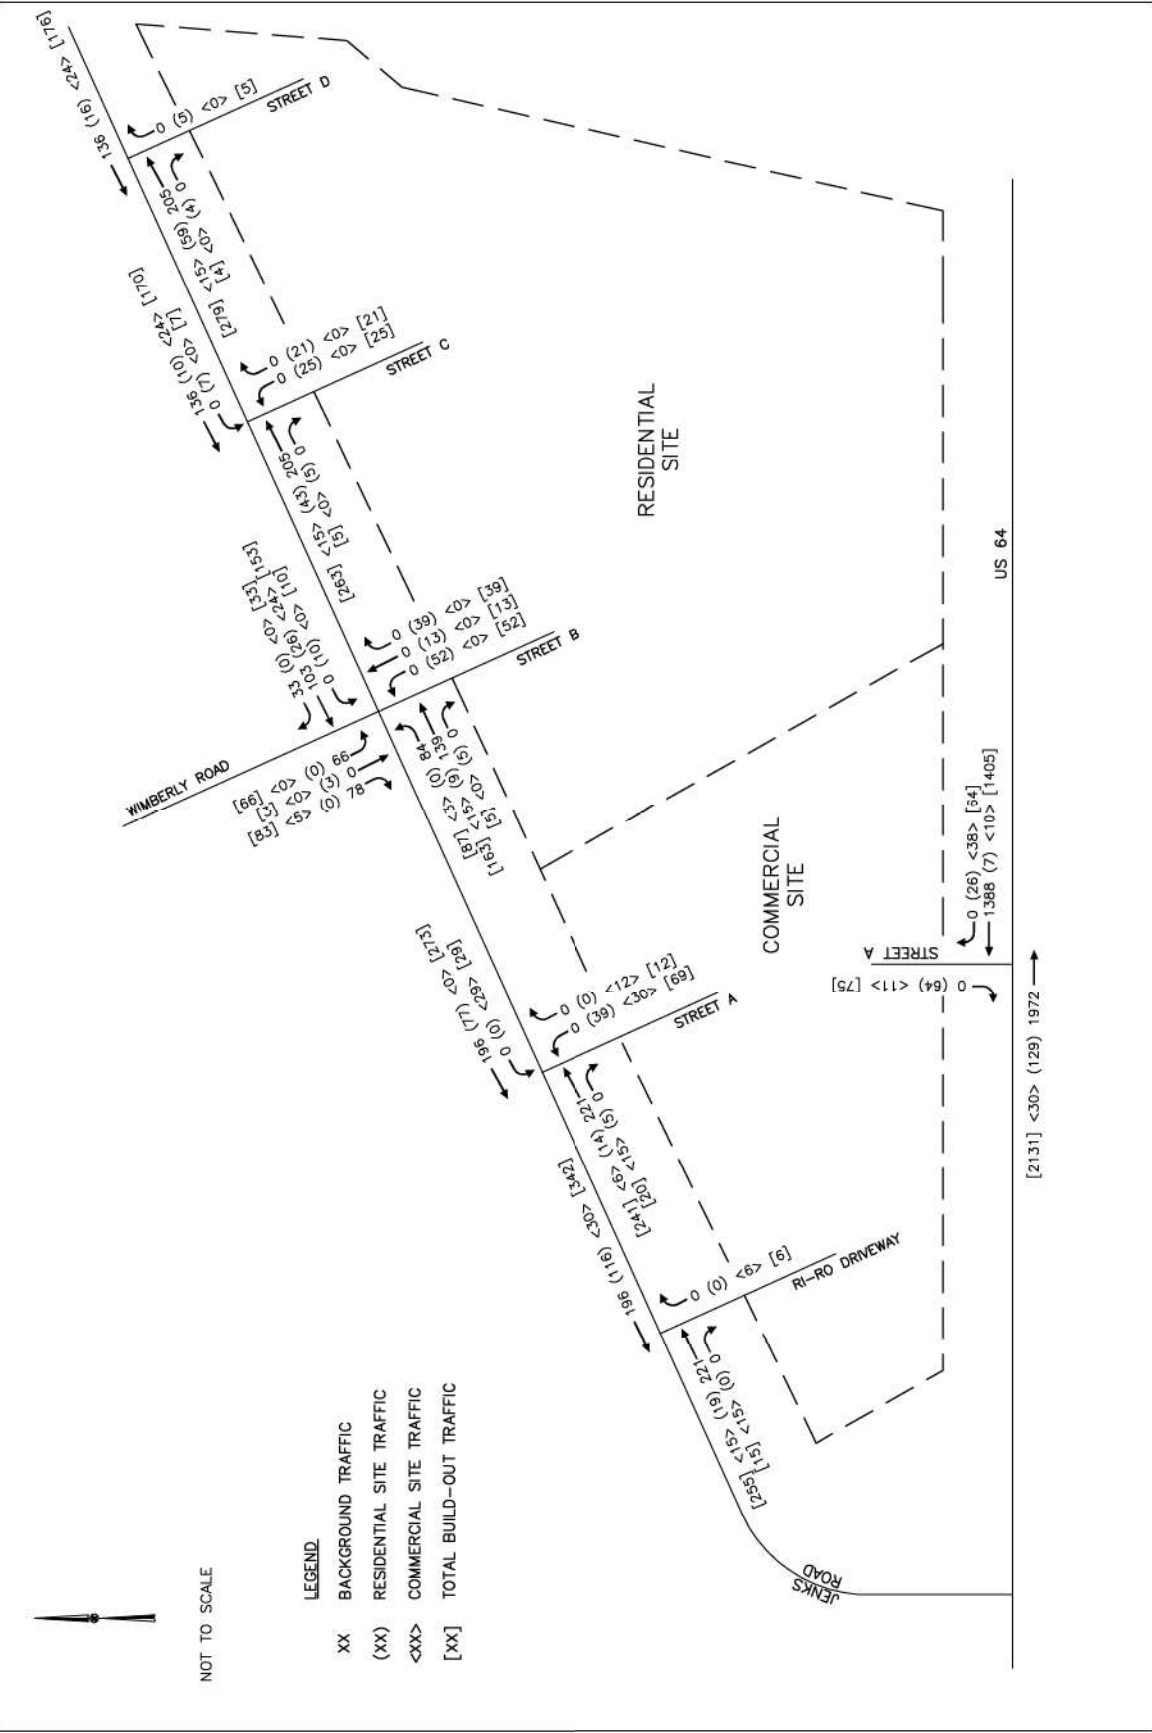 136 (16) <24> [176]
0 (5) <0> [5]
STREET D
[279] <15> (59) 205
[4] <0> (4) 0
136 (10) <24> [170]
0 (7) <0> [7]
0 (21) <0> [21]
0 (25) <0> [25]
STREET C
[263] <15> (43) 205
[5] <0> (5) 0
RESIDENTIAL
SITE
33 (0) <0> [33]
103 (26) <24> [153]
0 (10) <0> [10]
0 (39) <0> [39]
0 (13) <0> [13]
0 (52) <0> [52]
STREET B
US 64
WIMBERLY ROAD
[66] <0> (0) 66
[3] <0> (3) 0
[83] <5> (0) 78
[87] <3> (0) 84
[163] <15> (9) 139
[5] <0> (5) 0
COMMERCIAL
SITE
196 (77) <0> [273]
0 (0) <29> [29]
0 (0) <12> [12]
0 (39) <30> [69]
STREET A
0 (26) <38> [64]
1388 (7) <10> [1405]
STREET A
0 (64) <11> [75]
[2131] <30> (129) 1972
[241] <6> (14) 221
[20] <15> (5) 0
196 (116) <30> [342]
0 (0) <9> [9]
RI-RO DRIVEWAY
[255] <15> (19) 221
[15] <15> (0) 0
JENKS
ROAD
NOT TO SCALE
LEGEND
XX BACKGROUND TRAFFIC
(XX) RESIDENTIAL SITE TRAFFIC
<XX> COMMERCIAL SITE TRAFFIC
[XX] TOTAL BUILD-OUT TRAFFIC